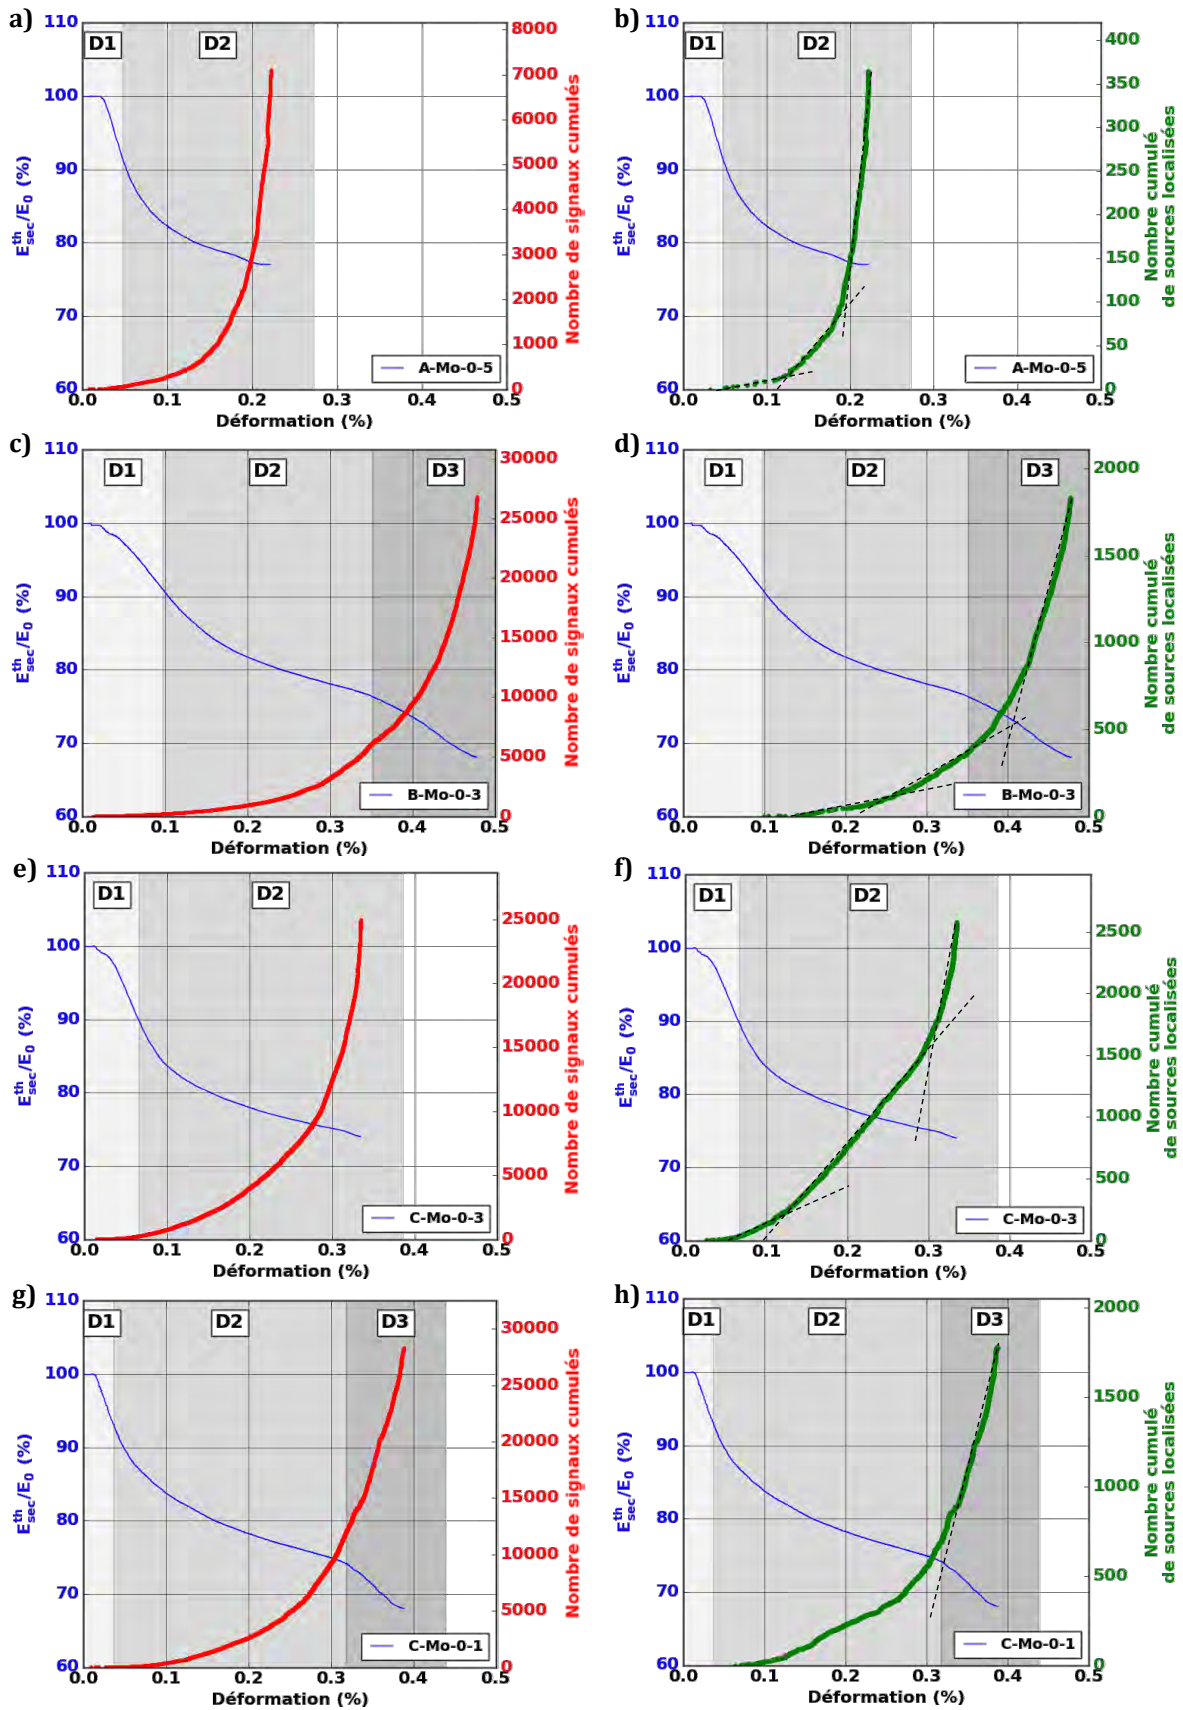 a)
110
100
90
80
70
60
E_sec^th/E_0 (%)
D1
D2
8000
7000
6000
5000
4000
3000
2000
1000
0
Nombre de signaux cumulés
A-Mo-0-5
0.0 0.1 0.2 0.3 0.4 0.5
Déformation (%)
b)
110
100
90
80
70
60
E_sec^th/E_0 (%)
D1
D2
400
350
300
250
200
150
100
50
0
Nombre cumulé
de sources localisées
A-Mo-0-5
0.0 0.1 0.2 0.3 0.4 0.5
Déformation (%)
c)
110
100
90
80
70
60
E_sec^th/E_0 (%)
D1
D2
D3
30000
25000
20000
15000
10000
5000
0
Nombre de signaux cumulés
B-Mo-0-3
0.0 0.1 0.2 0.3 0.4 0.5
Déformation (%)
d)
110
100
90
80
70
60
E_sec^th/E_0 (%)
D1
D2
D3
2000
1500
1000
500
0
Nombre cumulé
de sources localisées
B-Mo-0-3
0.0 0.1 0.2 0.3 0.4 0.5
Déformation (%)
e)
110
100
90
80
70
60
E_sec^th/E_0 (%)
D1
D2
25000
20000
15000
10000
5000
0
Nombre de signaux cumulés
C-Mo-0-3
0.0 0.1 0.2 0.3 0.4 0.5
Déformation (%)
f)
110
100
90
80
70
60
E_sec^th/E_0 (%)
D1
D2
2500
2000
1500
1000
500
0
Nombre cumulé
de sources localisées
C-Mo-0-3
0.0 0.1 0.2 0.3 0.4 0.5
Déformation (%)
g)
110
100
90
80
70
60
E_sec^th/E_0 (%)
D1
D2
D3
30000
25000
20000
15000
10000
5000
0
Nombre de signaux cumulés
C-Mo-0-1
0.0 0.1 0.2 0.3 0.4 0.5
Déformation (%)
h)
110
100
90
80
70
60
E_sec^th/E_0 (%)
D1
D2
D3
2000
1500
1000
500
0
Nombre cumulé
de sources localisées
C-Mo-0-1
0.0 0.1 0.2 0.3 0.4 0.5
Déformation (%)